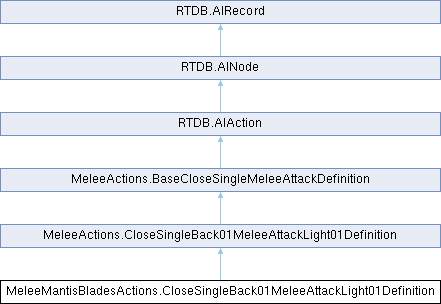 RTDB.AIRecord
RTDB.AINode
RTDB.AIAction
MeleeActions.BaseCloseSingleMeleeAttackDefinition
MeleeActions.CloseSingleBack01MeleeAttackLight01Definition
MeleeMantisBladesActions.CloseSingleBack01MeleeAttackLight01Definition